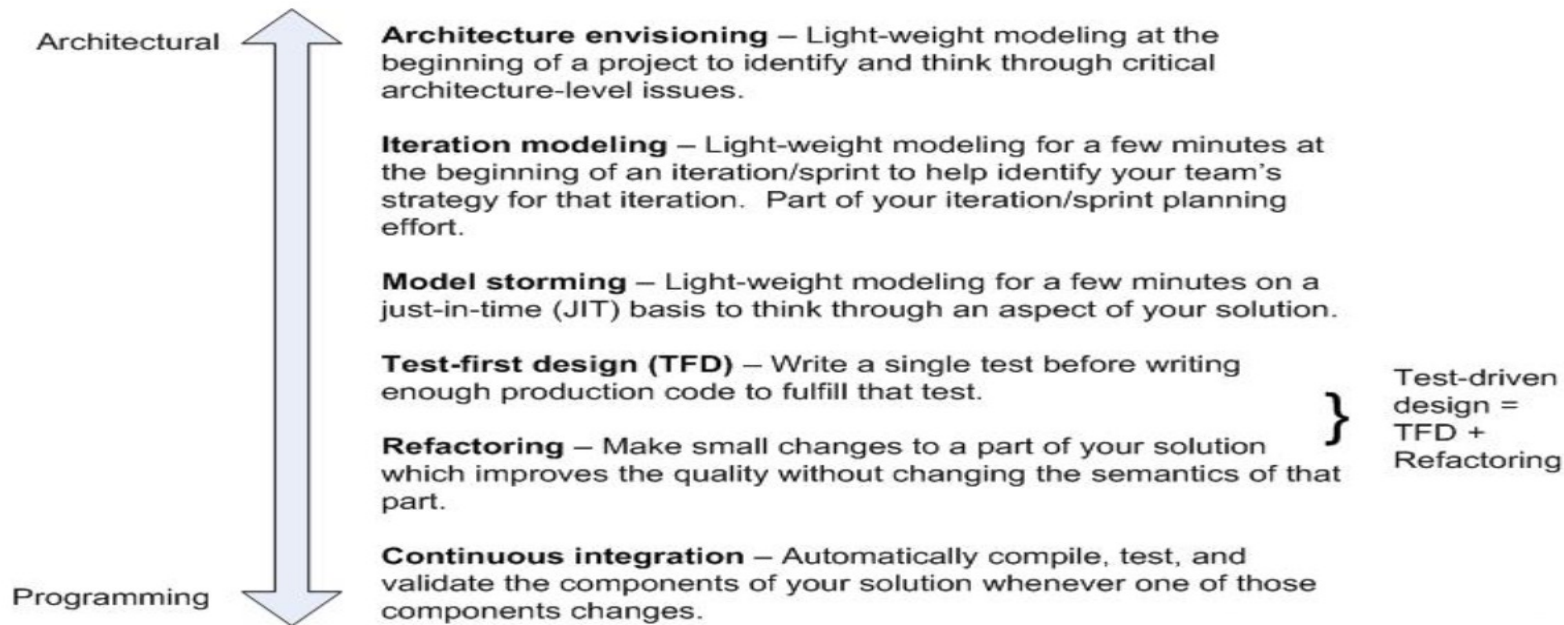 Architectural
Architecture envisioning – Light-weight modeling at the
beginning of a project to identify and think through critical
architecture-level issues.
Iteration modeling – Light-weight modeling for a few minutes at
the beginning of an iteration/sprint to help identify your team's
strategy for that iteration.  Part of your iteration/sprint planning
effort.
Model storming – Light-weight modeling for a few minutes on a
just-in-time (JIT) basis to think through an aspect of your solution.
Test-first design (TFD) – Write a single test before writing
enough production code to fulfill that test.
Refactoring – Make small changes to a part of your solution
which improves the quality without changing the semantics of that
part.
}
Test-driven
design =
TFD +
Refactoring
Continuous integration – Automatically compile, test, and
validate the components of your solution whenever one of those
components changes.
Programming